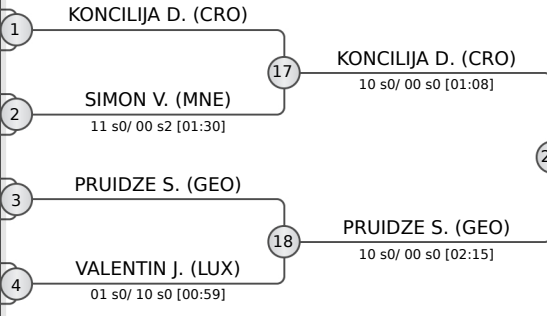 KONCILIJA D. (CRO)
1
17
KONCILIJA D. (CRO)
10 s0/ 00 s0 [01:08]
SIMON V. (MNE)
2
11 s0/ 00 s2 [01:30]
PRUIDZE S. (GEO)
3
18
PRUIDZE S. (GEO)
10 s0/ 00 s0 [02:15]
VALENTIN J. (LUX)
4
01 s0/ 10 s0 [00:59]